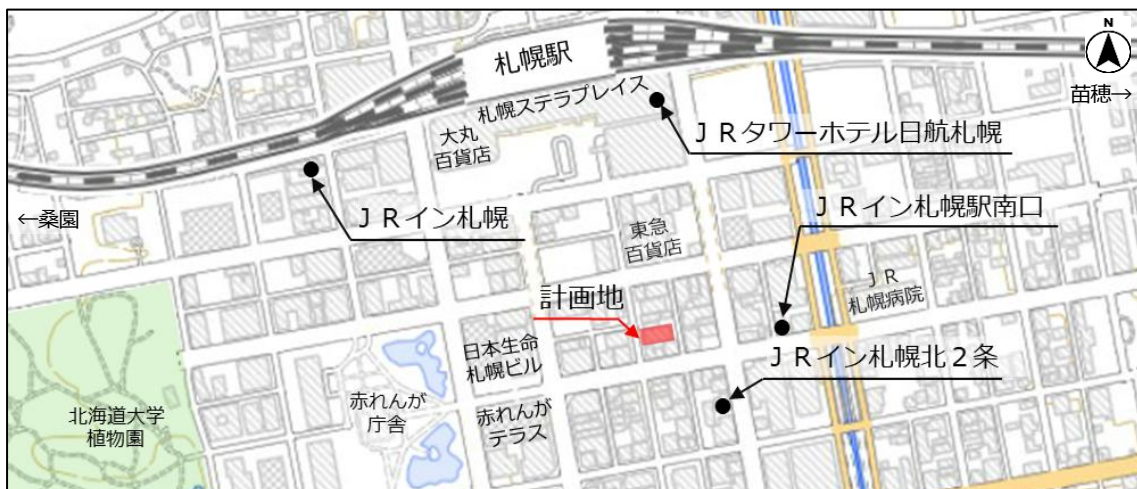 札幌駅
N
苗穂→
札幌ステラプレイス
大丸
百貨店
ＪＲタワーホテル日航札幌
←桑園
ＪＲイン札幌
ＪＲイン札幌駅南口
東急
百貨店
ＪＲ
札幌病院
計画地
日本生命
札幌ビル
ＪＲイン札幌北２条
北海道大学
植物園
赤れんが
庁舎
赤れんが
テラス